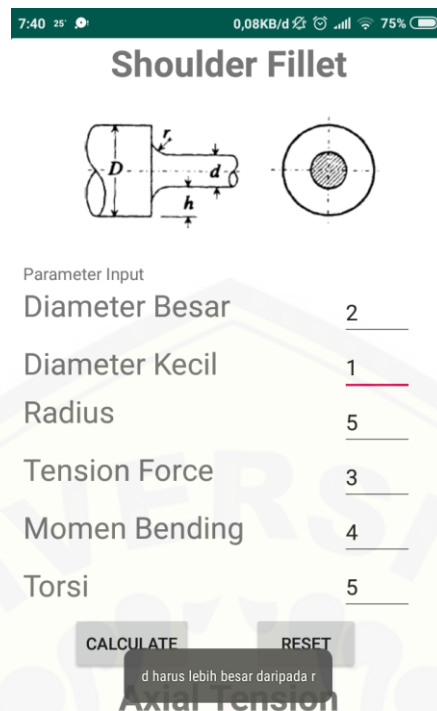 7:40 25° 0,08KB/d 75%
Shoulder Fillet
r
D
d
h
Parameter Input
Diameter Besar 2
Diameter Kecil 1
Radius 5
Tension Force 3
Momen Bending 4
Torsi 5
CALCULATE RESET
d harus lebih besar daripada r
Axial Tension